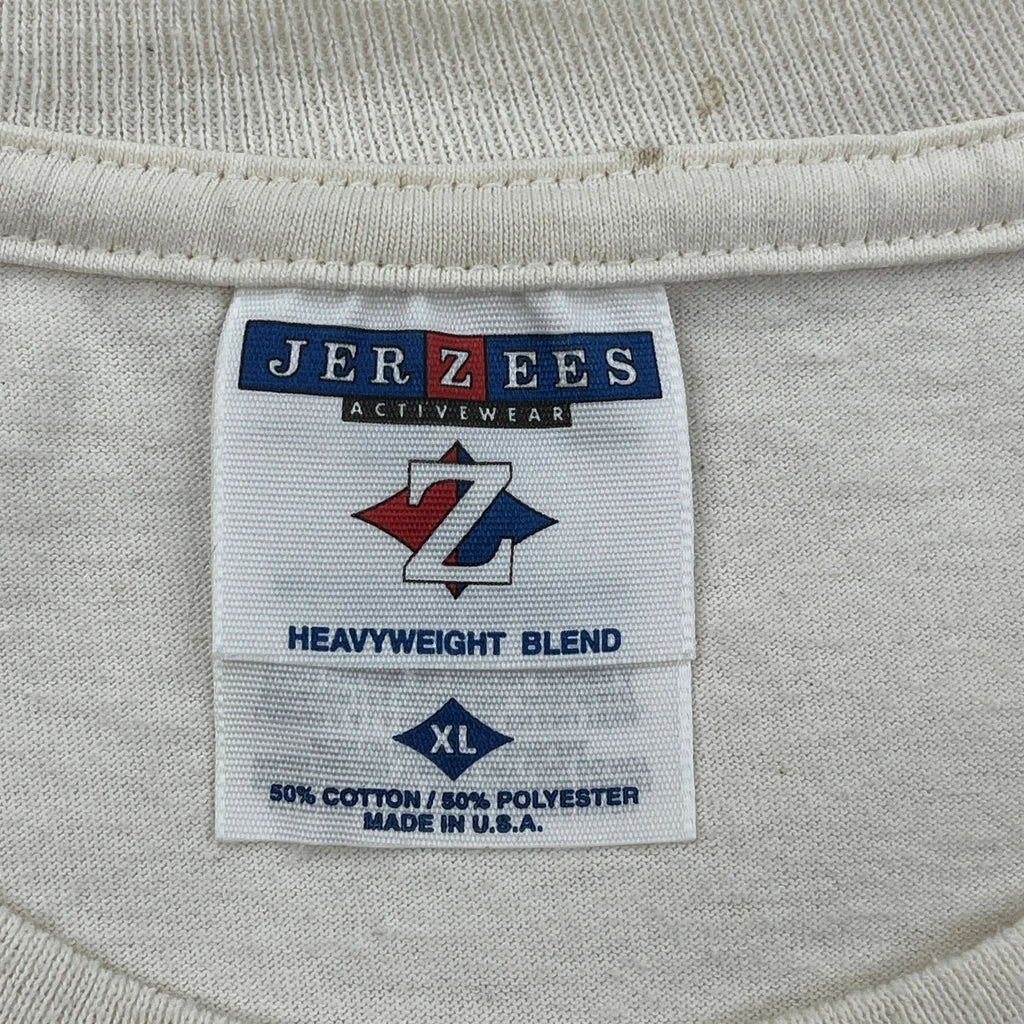 JERZEES
ACTIVEWEAR
Z
HEAVYWEIGHT BLEND
XL
50% COTTON / 50% POLYESTER
MADE IN U.S.A.